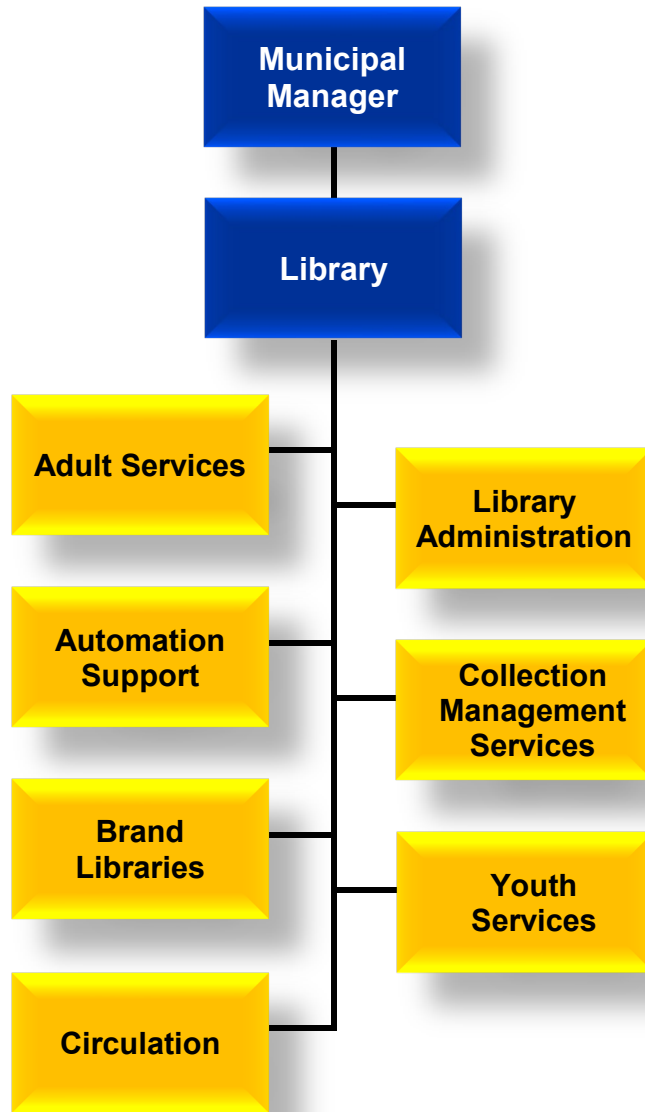 Municipal
Manager
Library
Adult Services
Library
Administration
Automation
Support
Collection
Management
Services
Brand
Libraries
Youth
Services
Circulation